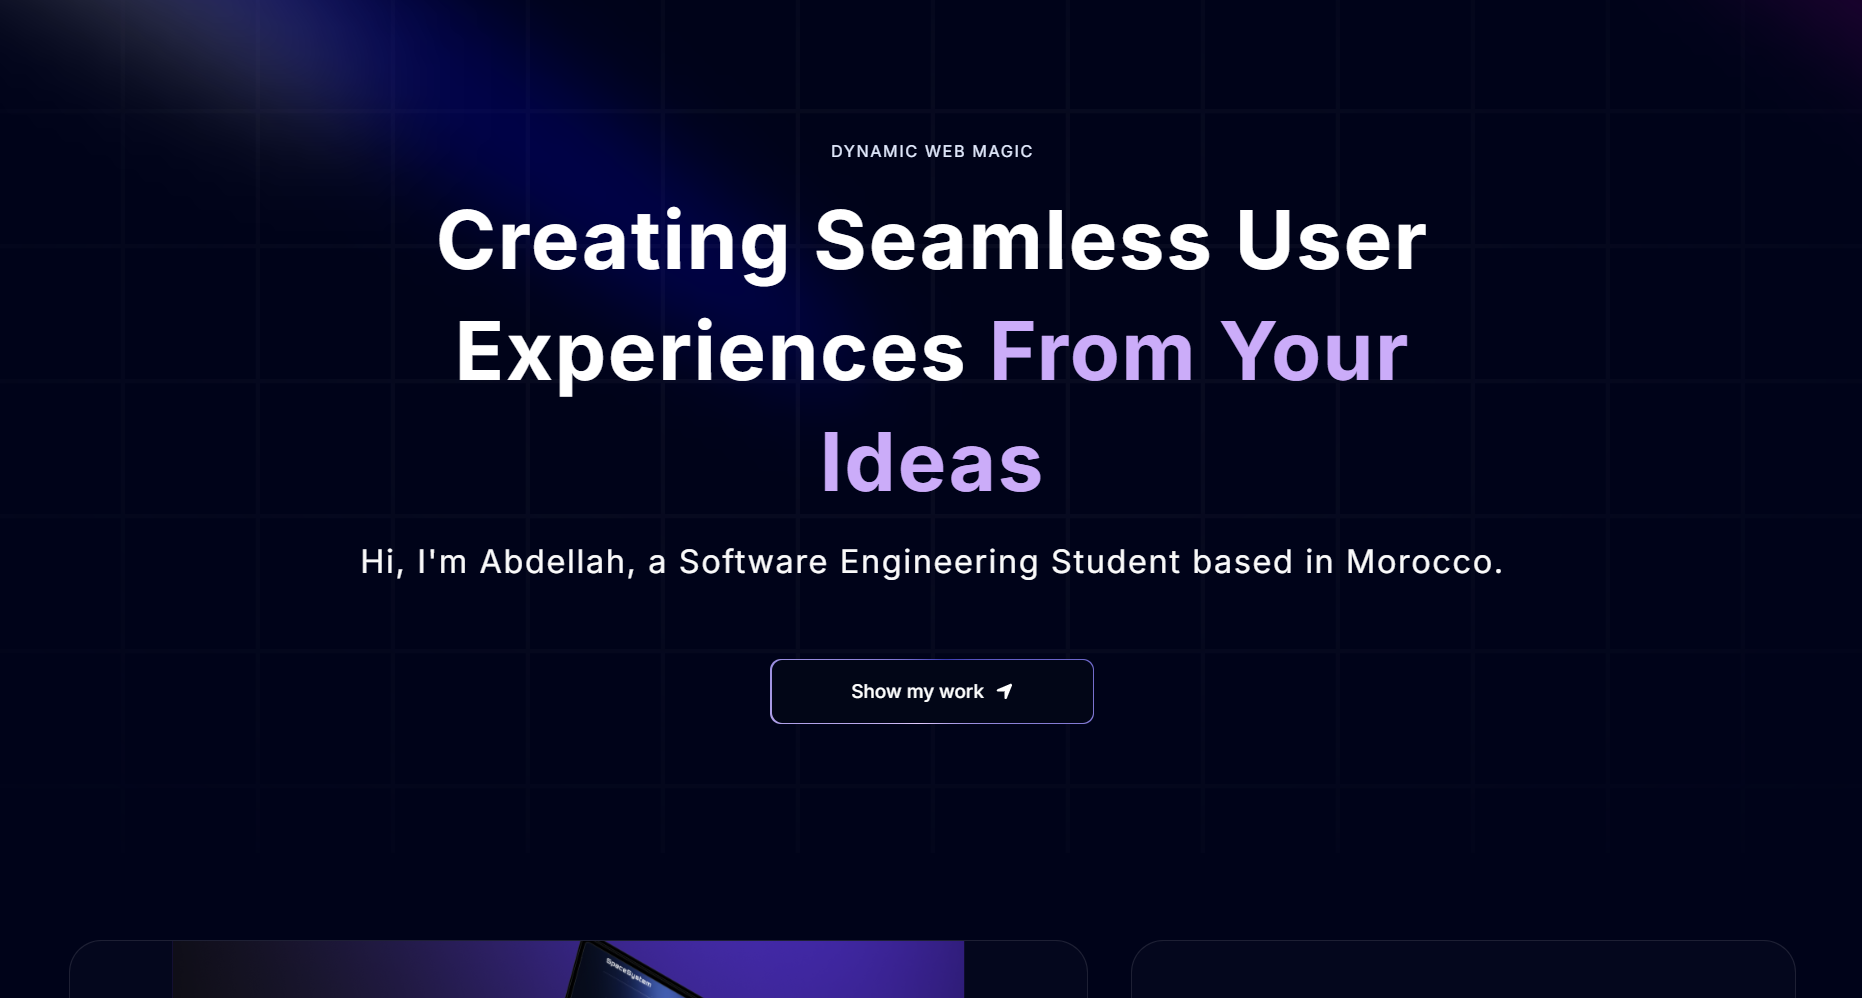 DYNAMIC WEB MAGIC
Creating Seamless User
Experiences From Your
Ideas
Hi, I'm Abdellah, a Software Engineering Student based in Morocco.
Show my work
SpaceSystem